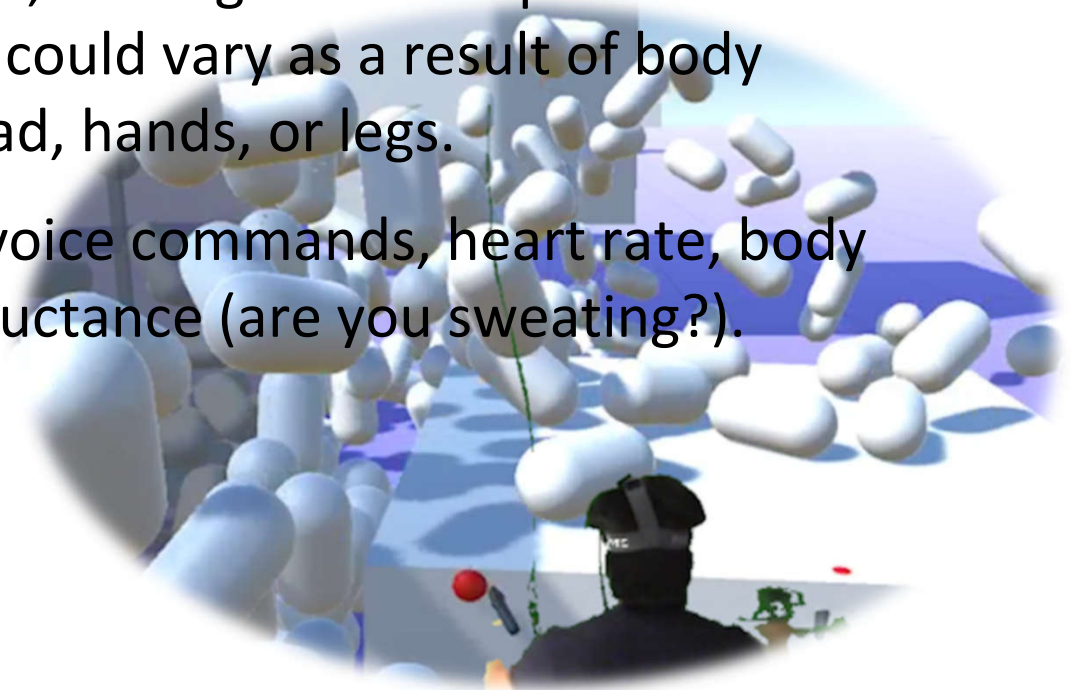 could vary as a result of body
ad, hands, or legs.
voice commands, heart rate, body
uctance (are you sweating?).